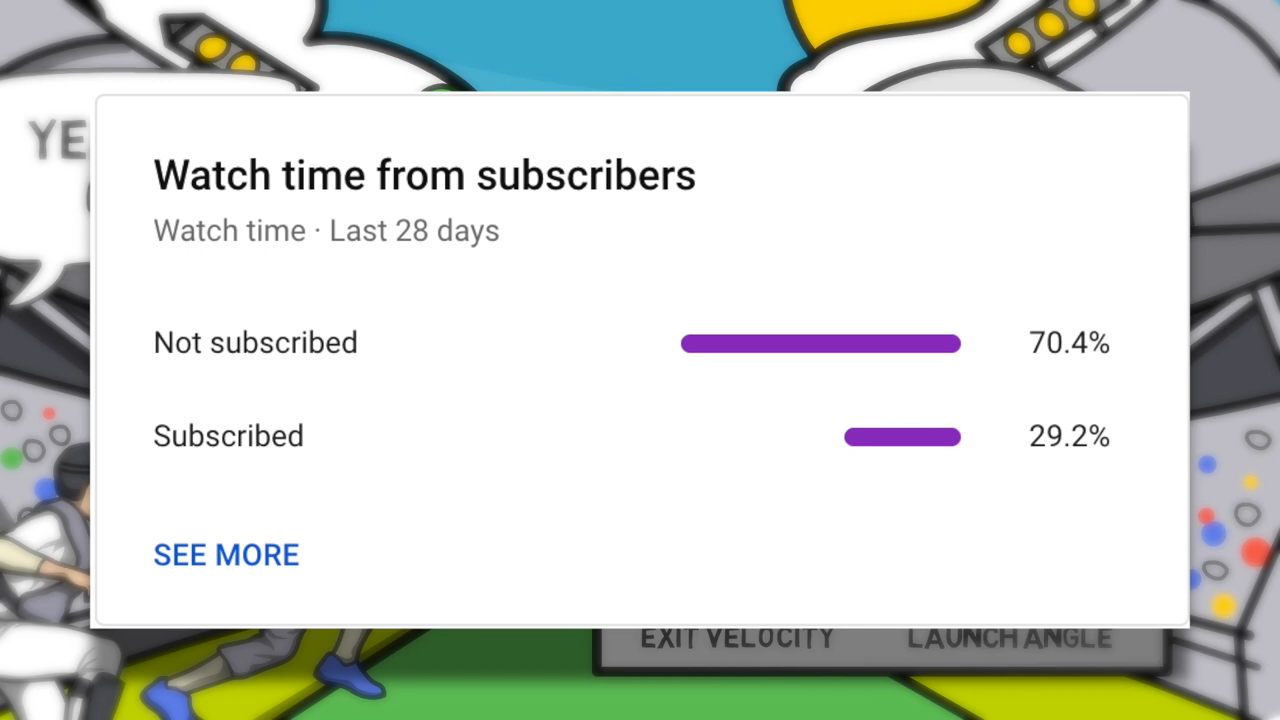 YE
Watch time from subscribers
Watch time · Last 28 days
Not subscribed 70.4%
Subscribed 29.2%
SEE MORE
EXIT VELOCITY LAUNCH ANGLE